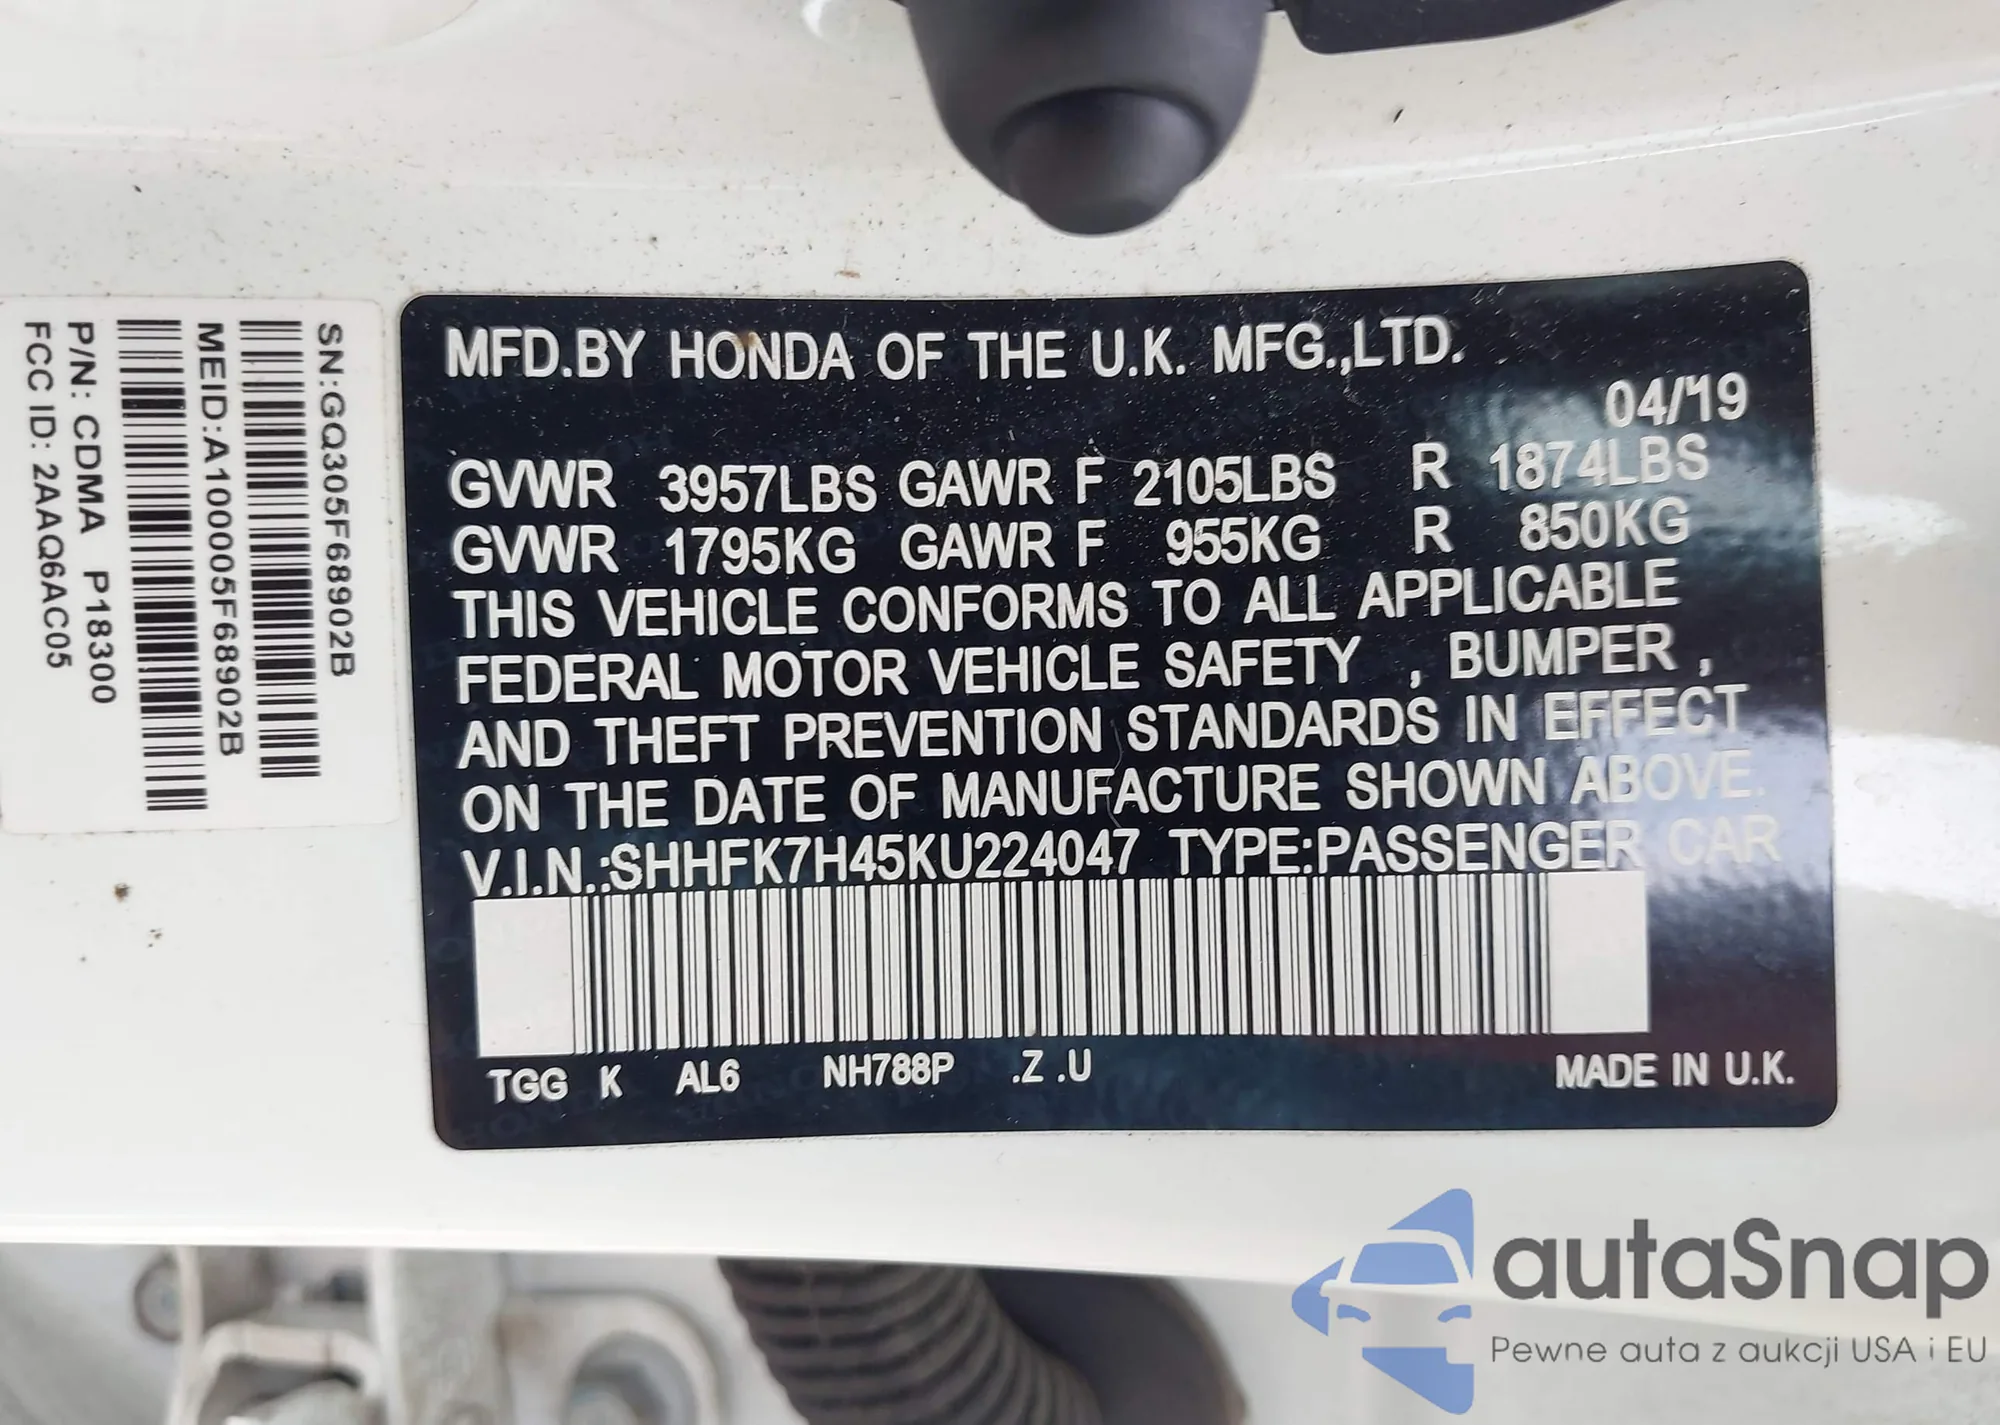 SN:GQ305F68902B
MEID:A100005F68902B
P/N: CDMA P18300
FCC ID: 2AAQ6AC05
MFD.BY HONDA OF THE U.K. MFG.,LTD.
04/19
GVWR 3957LBS GAWR F 2105LBS R 1874LBS
GVWR 1795KG GAWR F 955KG R 850KG
THIS VEHICLE CONFORMS TO ALL APPLICABLE
FEDERAL MOTOR VEHICLE SAFETY , BUMPER ,
AND THEFT PREVENTION STANDARDS IN EFFECT
ON THE DATE OF MANUFACTURE SHOWN ABOVE.
V.I.N.:SHHFK7H45KU224047 TYPE:PASSENGER CAR
TGG K AL6 NH788P .Z .U MADE IN U.K.
autaSnap
Pewne auta z aukcji USA i EU